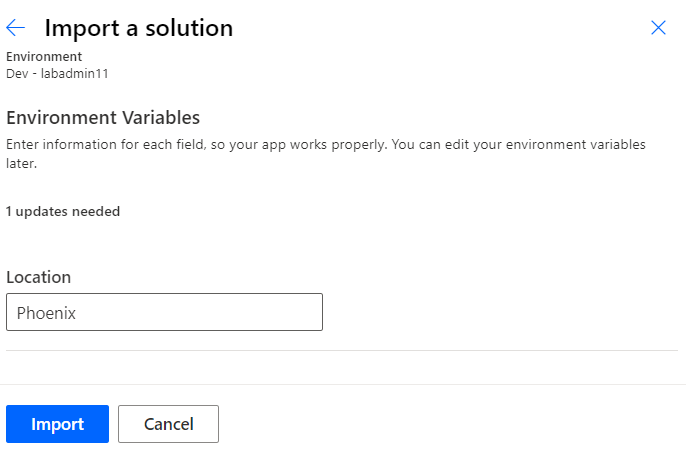 Import a solution
Environment
Dev - labadmin11
Environment Variables
Enter information for each field, so your app works properly. You can edit your environment variables
later.
1 updates needed
Location
Phoenix
Import
Cancel